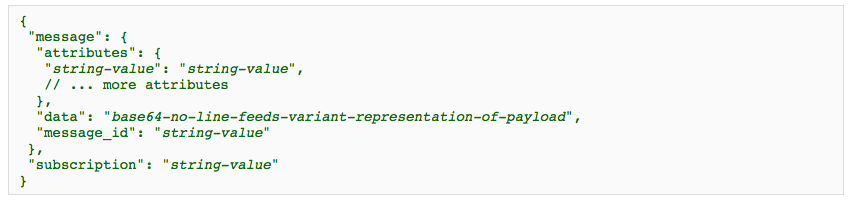 {
"message": {
"attributes": {
"string-value": "string-value",
// ... more attributes
},
"data": "base64-no-line-feeds-variant-representation-of-payload",
"message_id": "string-value"
},
"subscription": "string-value"
}